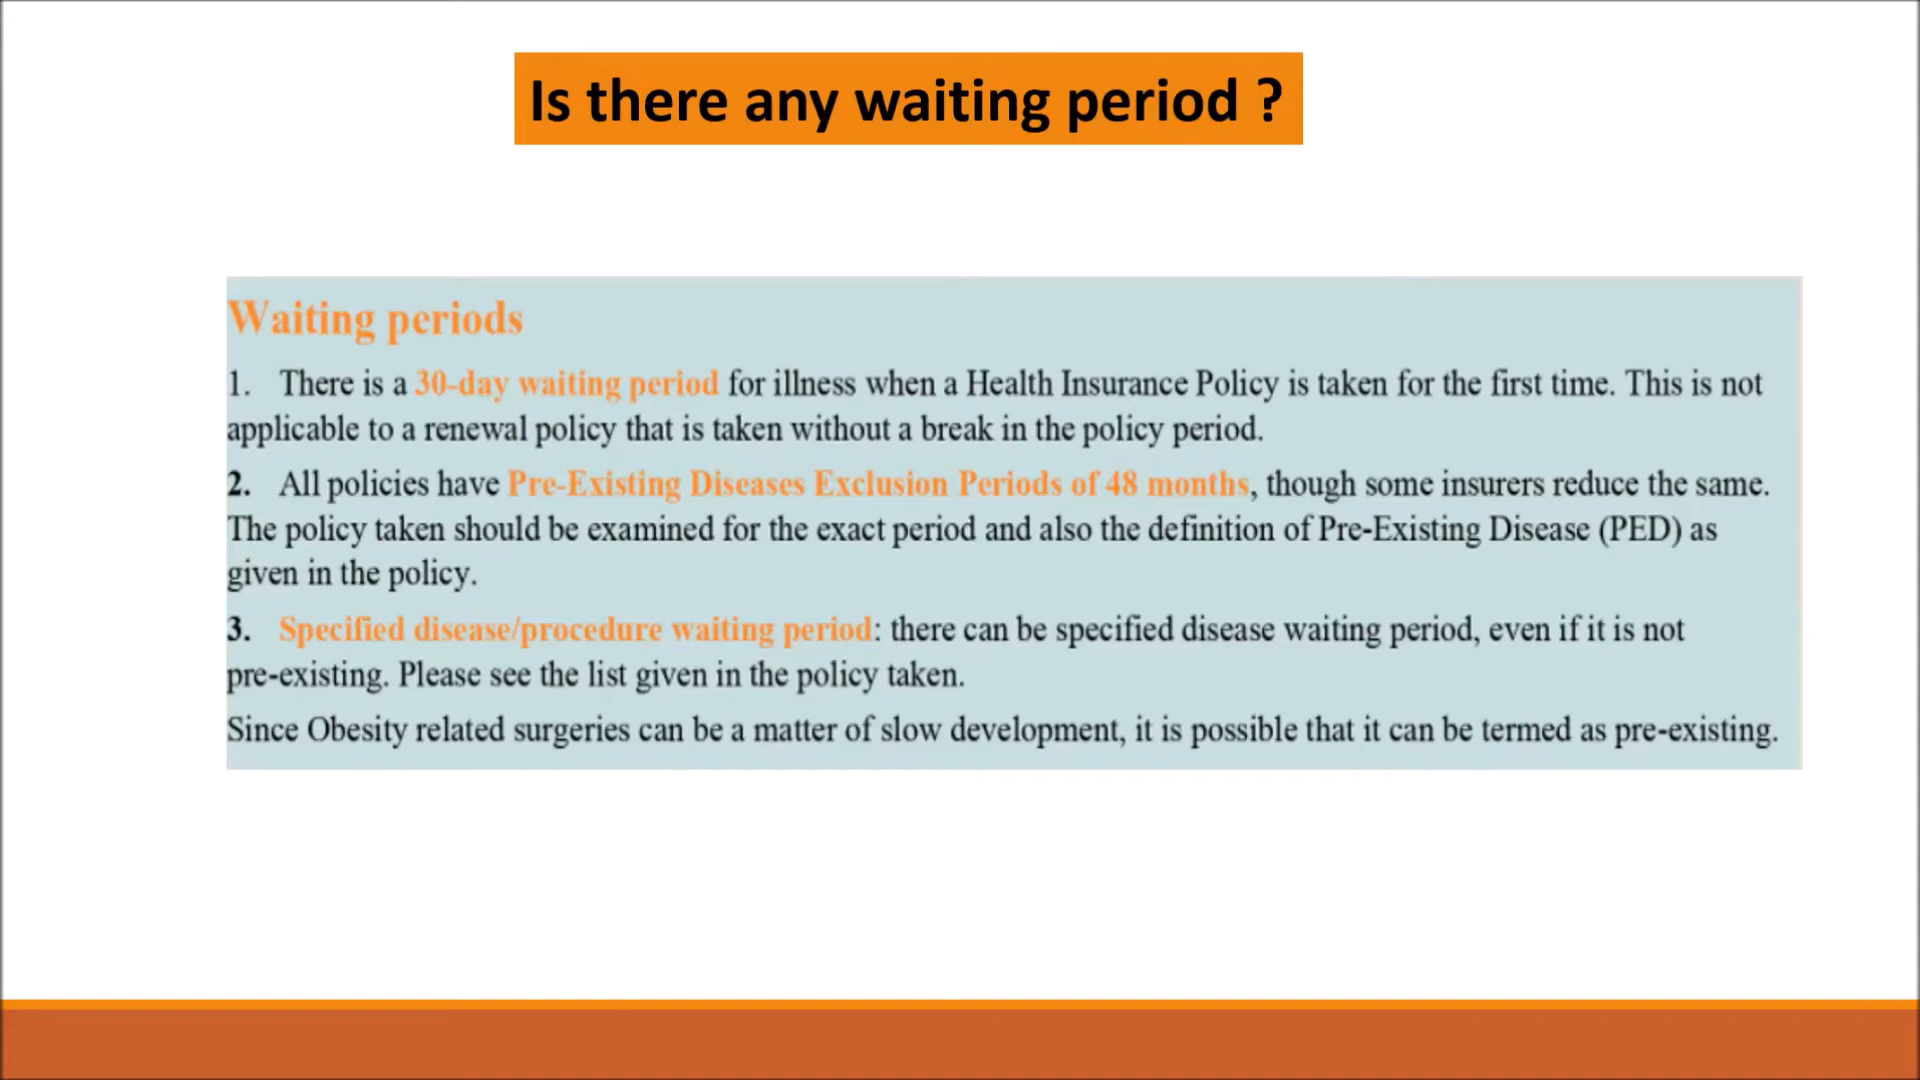 Is there any waiting period ?
Waiting periods
1. There is a 30-day waiting period for illness when a Health Insurance Policy is taken for the first time. This is not
applicable to a renewal policy that is taken without a break in the policy period.
2. All policies have Pre-Existing Diseases Exclusion Periods of 48 months, though some insurers reduce the same.
The policy taken should be examined for the exact period and also the definition of Pre-Existing Disease (PED) as
given in the policy.
3. Specified disease/procedure waiting period: there can be specified disease waiting period, even if it is not
pre-existing. Please see the list given in the policy taken.
Since Obesity related surgeries can be a matter of slow development, it is possible that it can be termed as pre-existing.